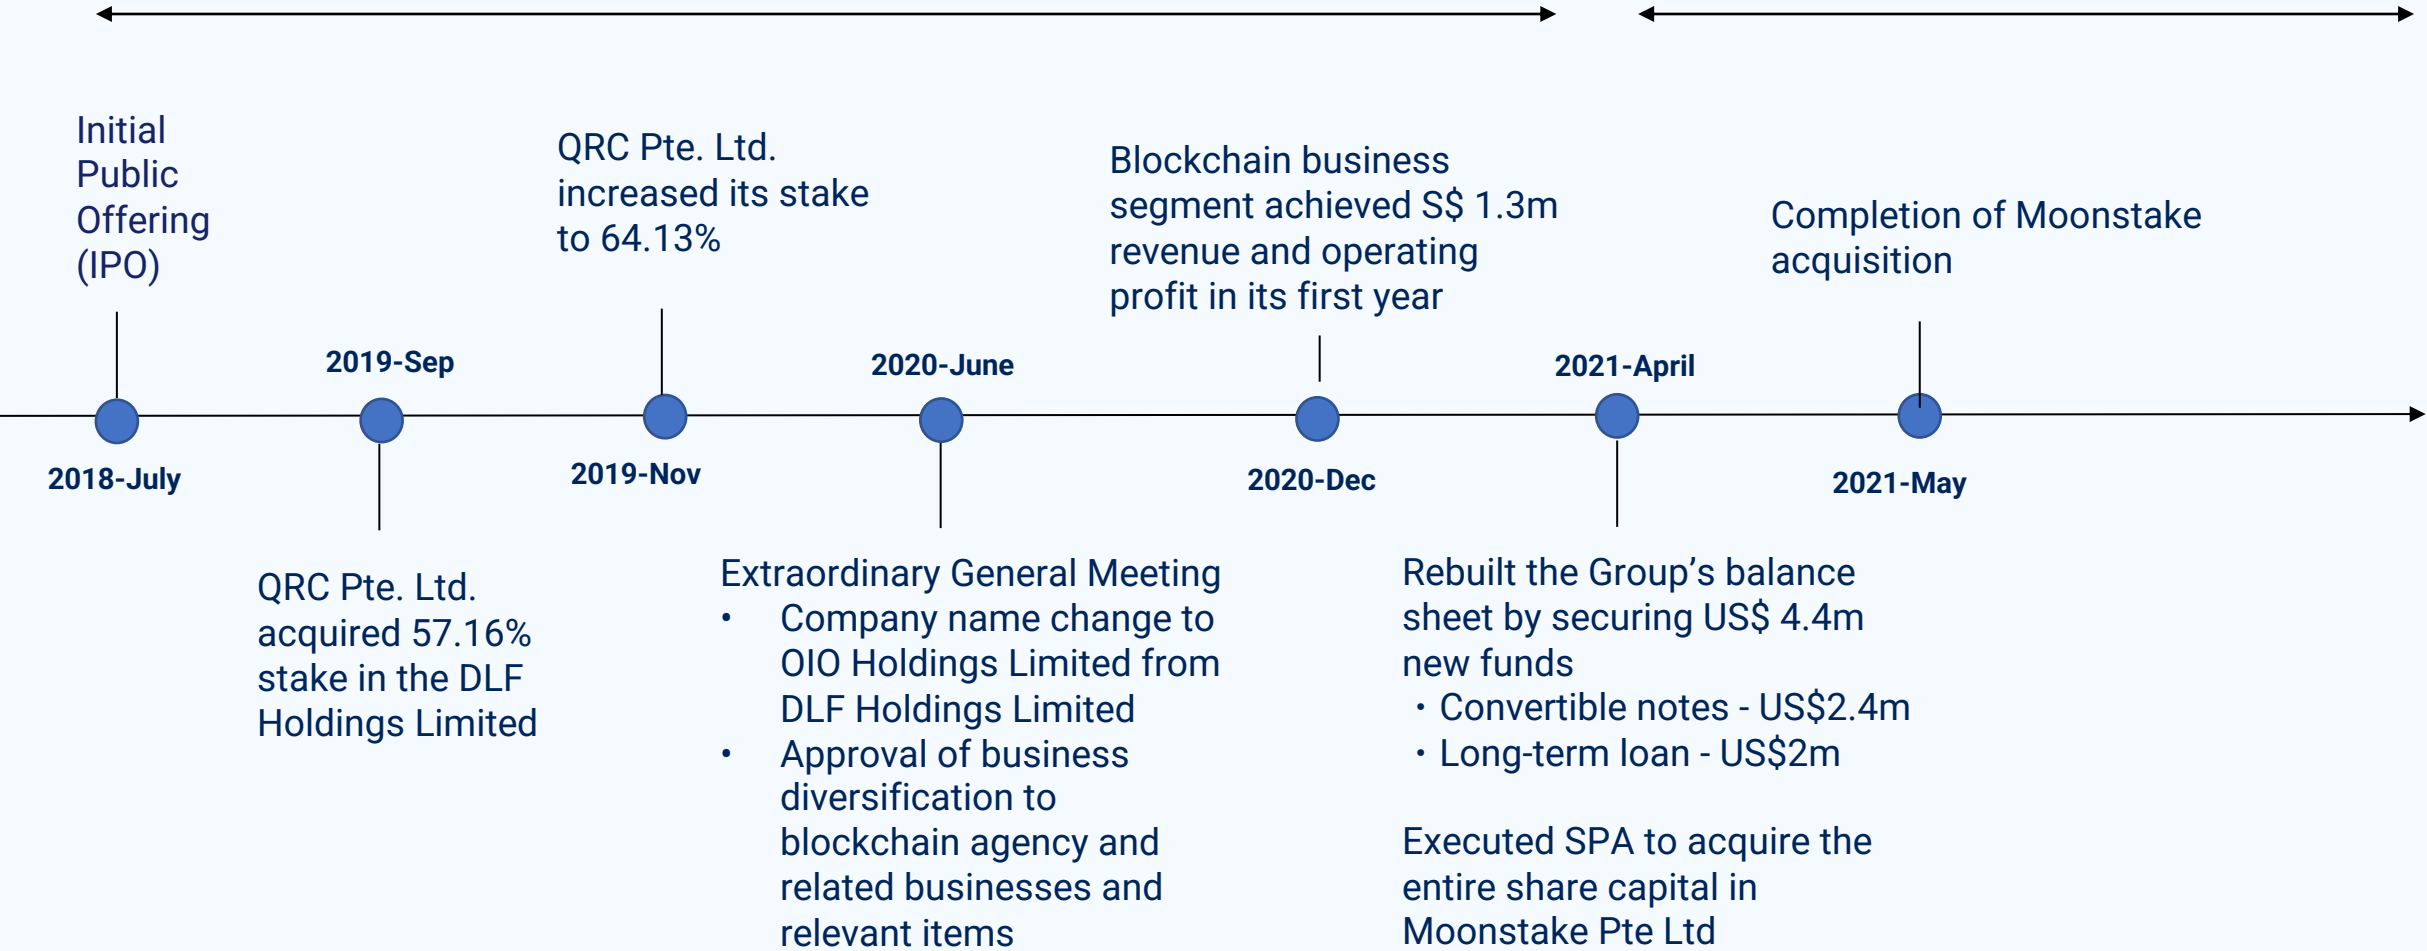 Initial
Public
Offering
(IPO)
2018-July
2019-Sep
QRC Pte. Ltd.
acquired 57.16%
stake in the DLF
Holdings Limited
QRC Pte. Ltd.
increased its stake
to 64.13%
2019-Nov
2020-June
Extraordinary General Meeting
• Company name change to
OIO Holdings Limited from
DLF Holdings Limited
• Approval of business
diversification to
blockchain agency and
related businesses and
relevant items
Blockchain business
segment achieved S$ 1.3m
revenue and operating
profit in its first year
2020-Dec
2021-April
Rebuilt the Group’s balance
sheet by securing US$ 4.4m
new funds
• Convertible notes - US$2.4m
• Long-term loan - US$2m
Executed SPA to acquire the
entire share capital in
Moonstake Pte Ltd
Completion of Moonstake
acquisition
2021-May